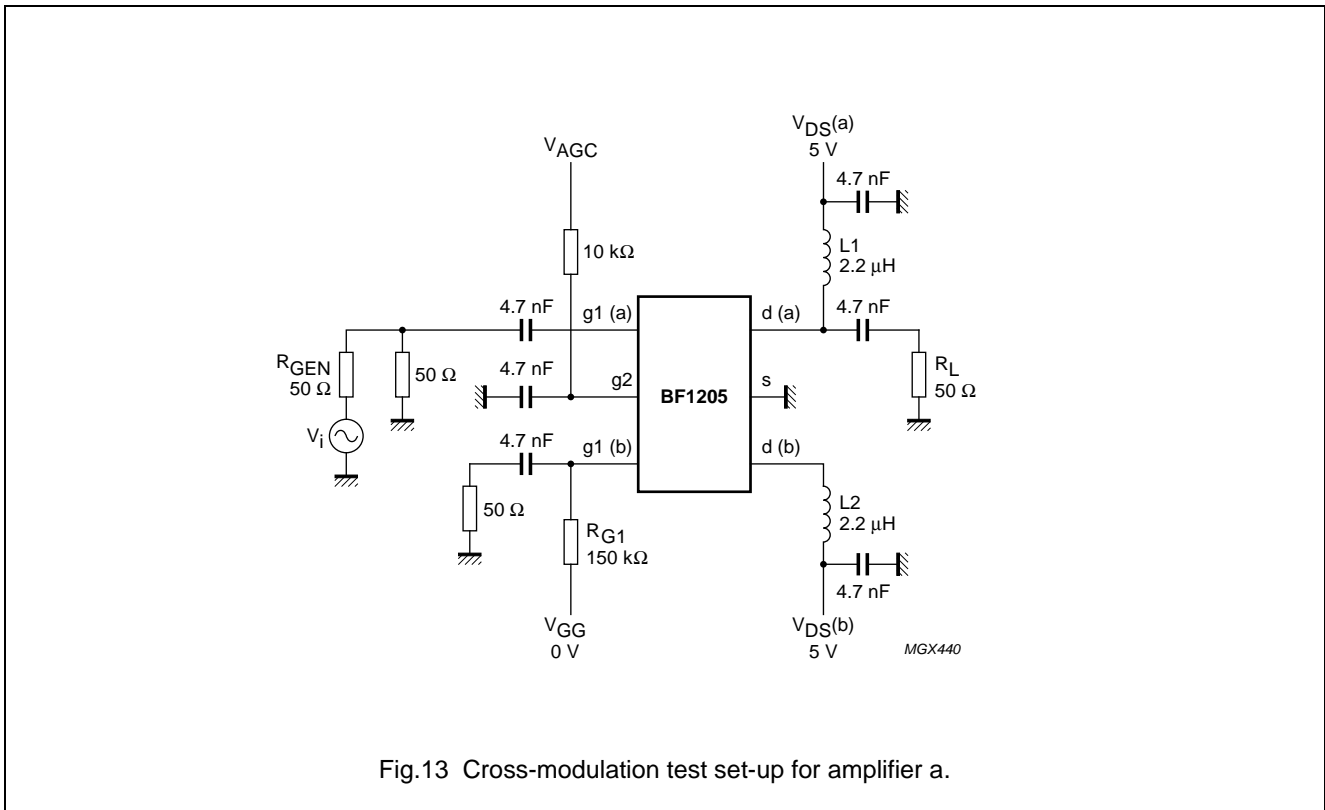 VDS(a)
5 V
VAGC
4.7 nF
10 kΩ
L1
2.2 μH
4.7 nF
g1 (a)
d (a)
4.7 nF
RGEN
50 Ω
50 Ω
4.7 nF
g2
BF1205
s
RL
50 Ω
Vi
4.7 nF
g1 (b)
d (b)
50 Ω
L2
2.2 μH
RG1
150 kΩ
4.7 nF
VGG
0 V
VDS(b)
5 V
MGX440
Fig.13 Cross-modulation test set-up for amplifier a.